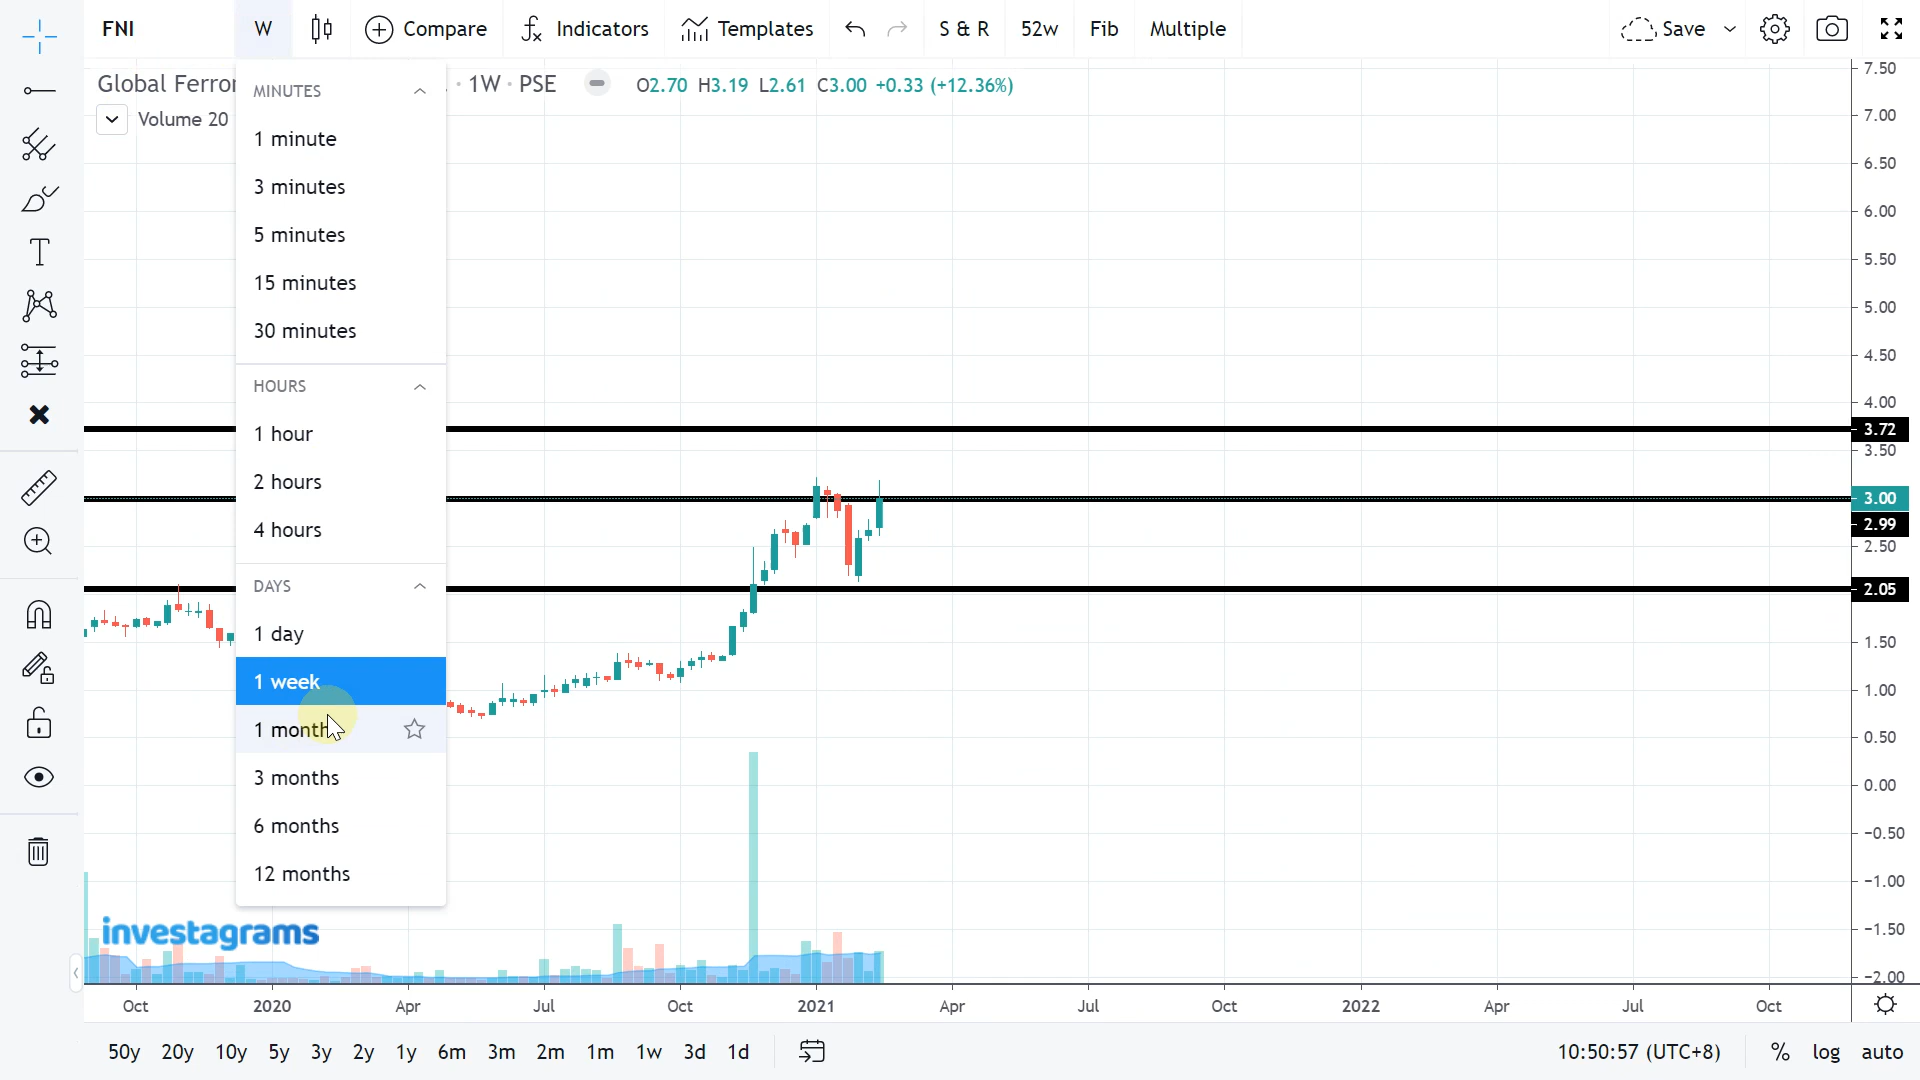 FNI W Compare Indicators Templates S & R 52w Fib Multiple Save
Global Ferror · 1W · PSE O2.70 H3.19 L2.61 C3.00 +0.33 (+12.36%)
Volume 20
MINUTES
1 minute
3 minutes
5 minutes
15 minutes
30 minutes
HOURS
1 hour
2 hours
4 hours
DAYS
1 day
1 week
1 month
3 months
6 months
12 months
7.50
7.00
6.50
6.00
5.50
5.00
4.50
4.00
3.72
3.50
3.00
2.99
2.50
2.05
1.50
1.00
0.50
0.00
-0.50
-1.00
-1.50
-2.00
investagrams
Oct 2020 Apr Jul Oct 2021 Apr Jul Oct 2022 Apr Jul Oct
50y 20y 10y 5y 3y 2y 1y 6m 3m 2m 1m 1w 3d 1d 10:50:57 (UTC+8) % log auto